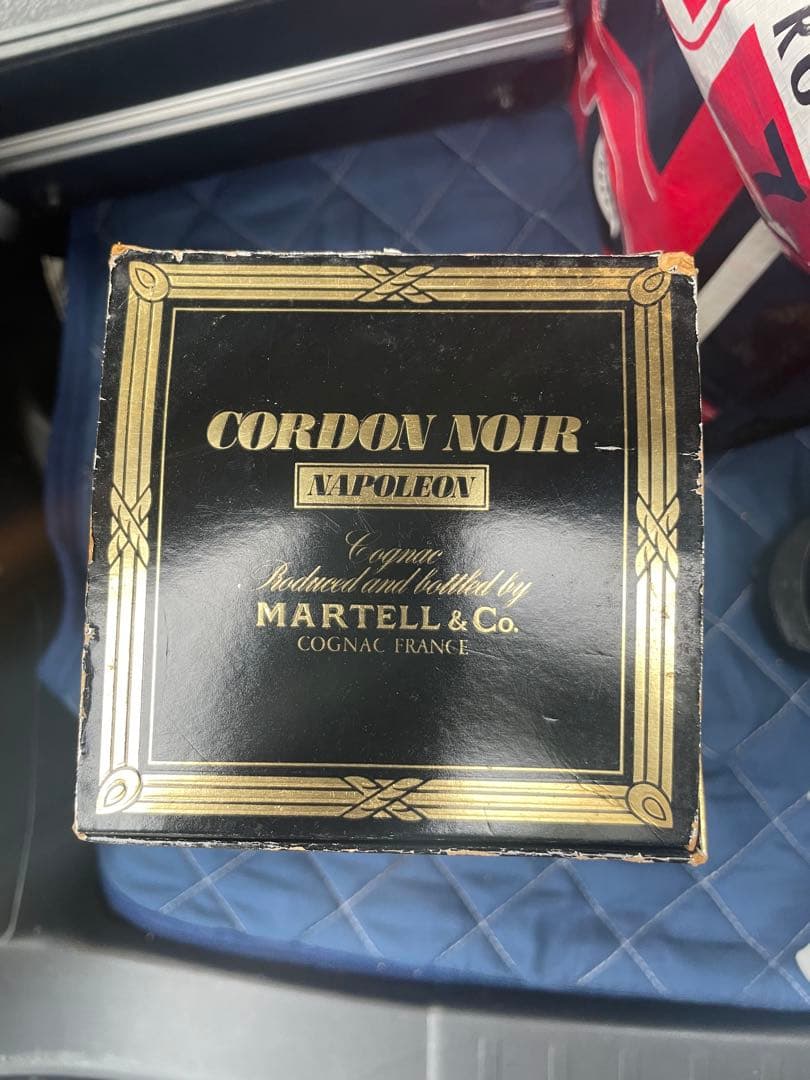 CORDON NOIR
NAPOLEON
Cognac
Produced and bottled by
MARTELL & Co.
COGNAC FRANCE